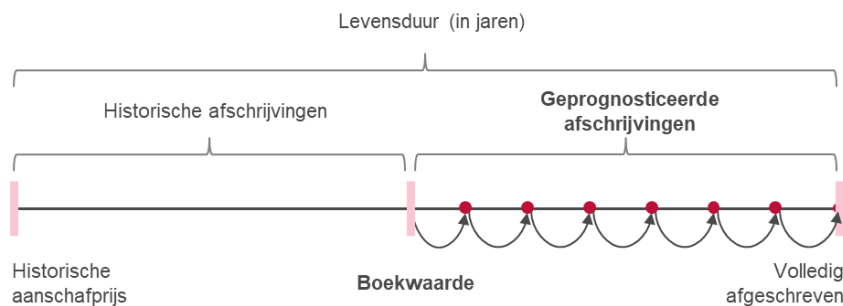 Levensduur (in jaren)
Historische afschrijvingen
Geprognosticeerde
afschrijvingen
Historische
aanschafprijs
Boekwaarde
Volledig
afgeschreven